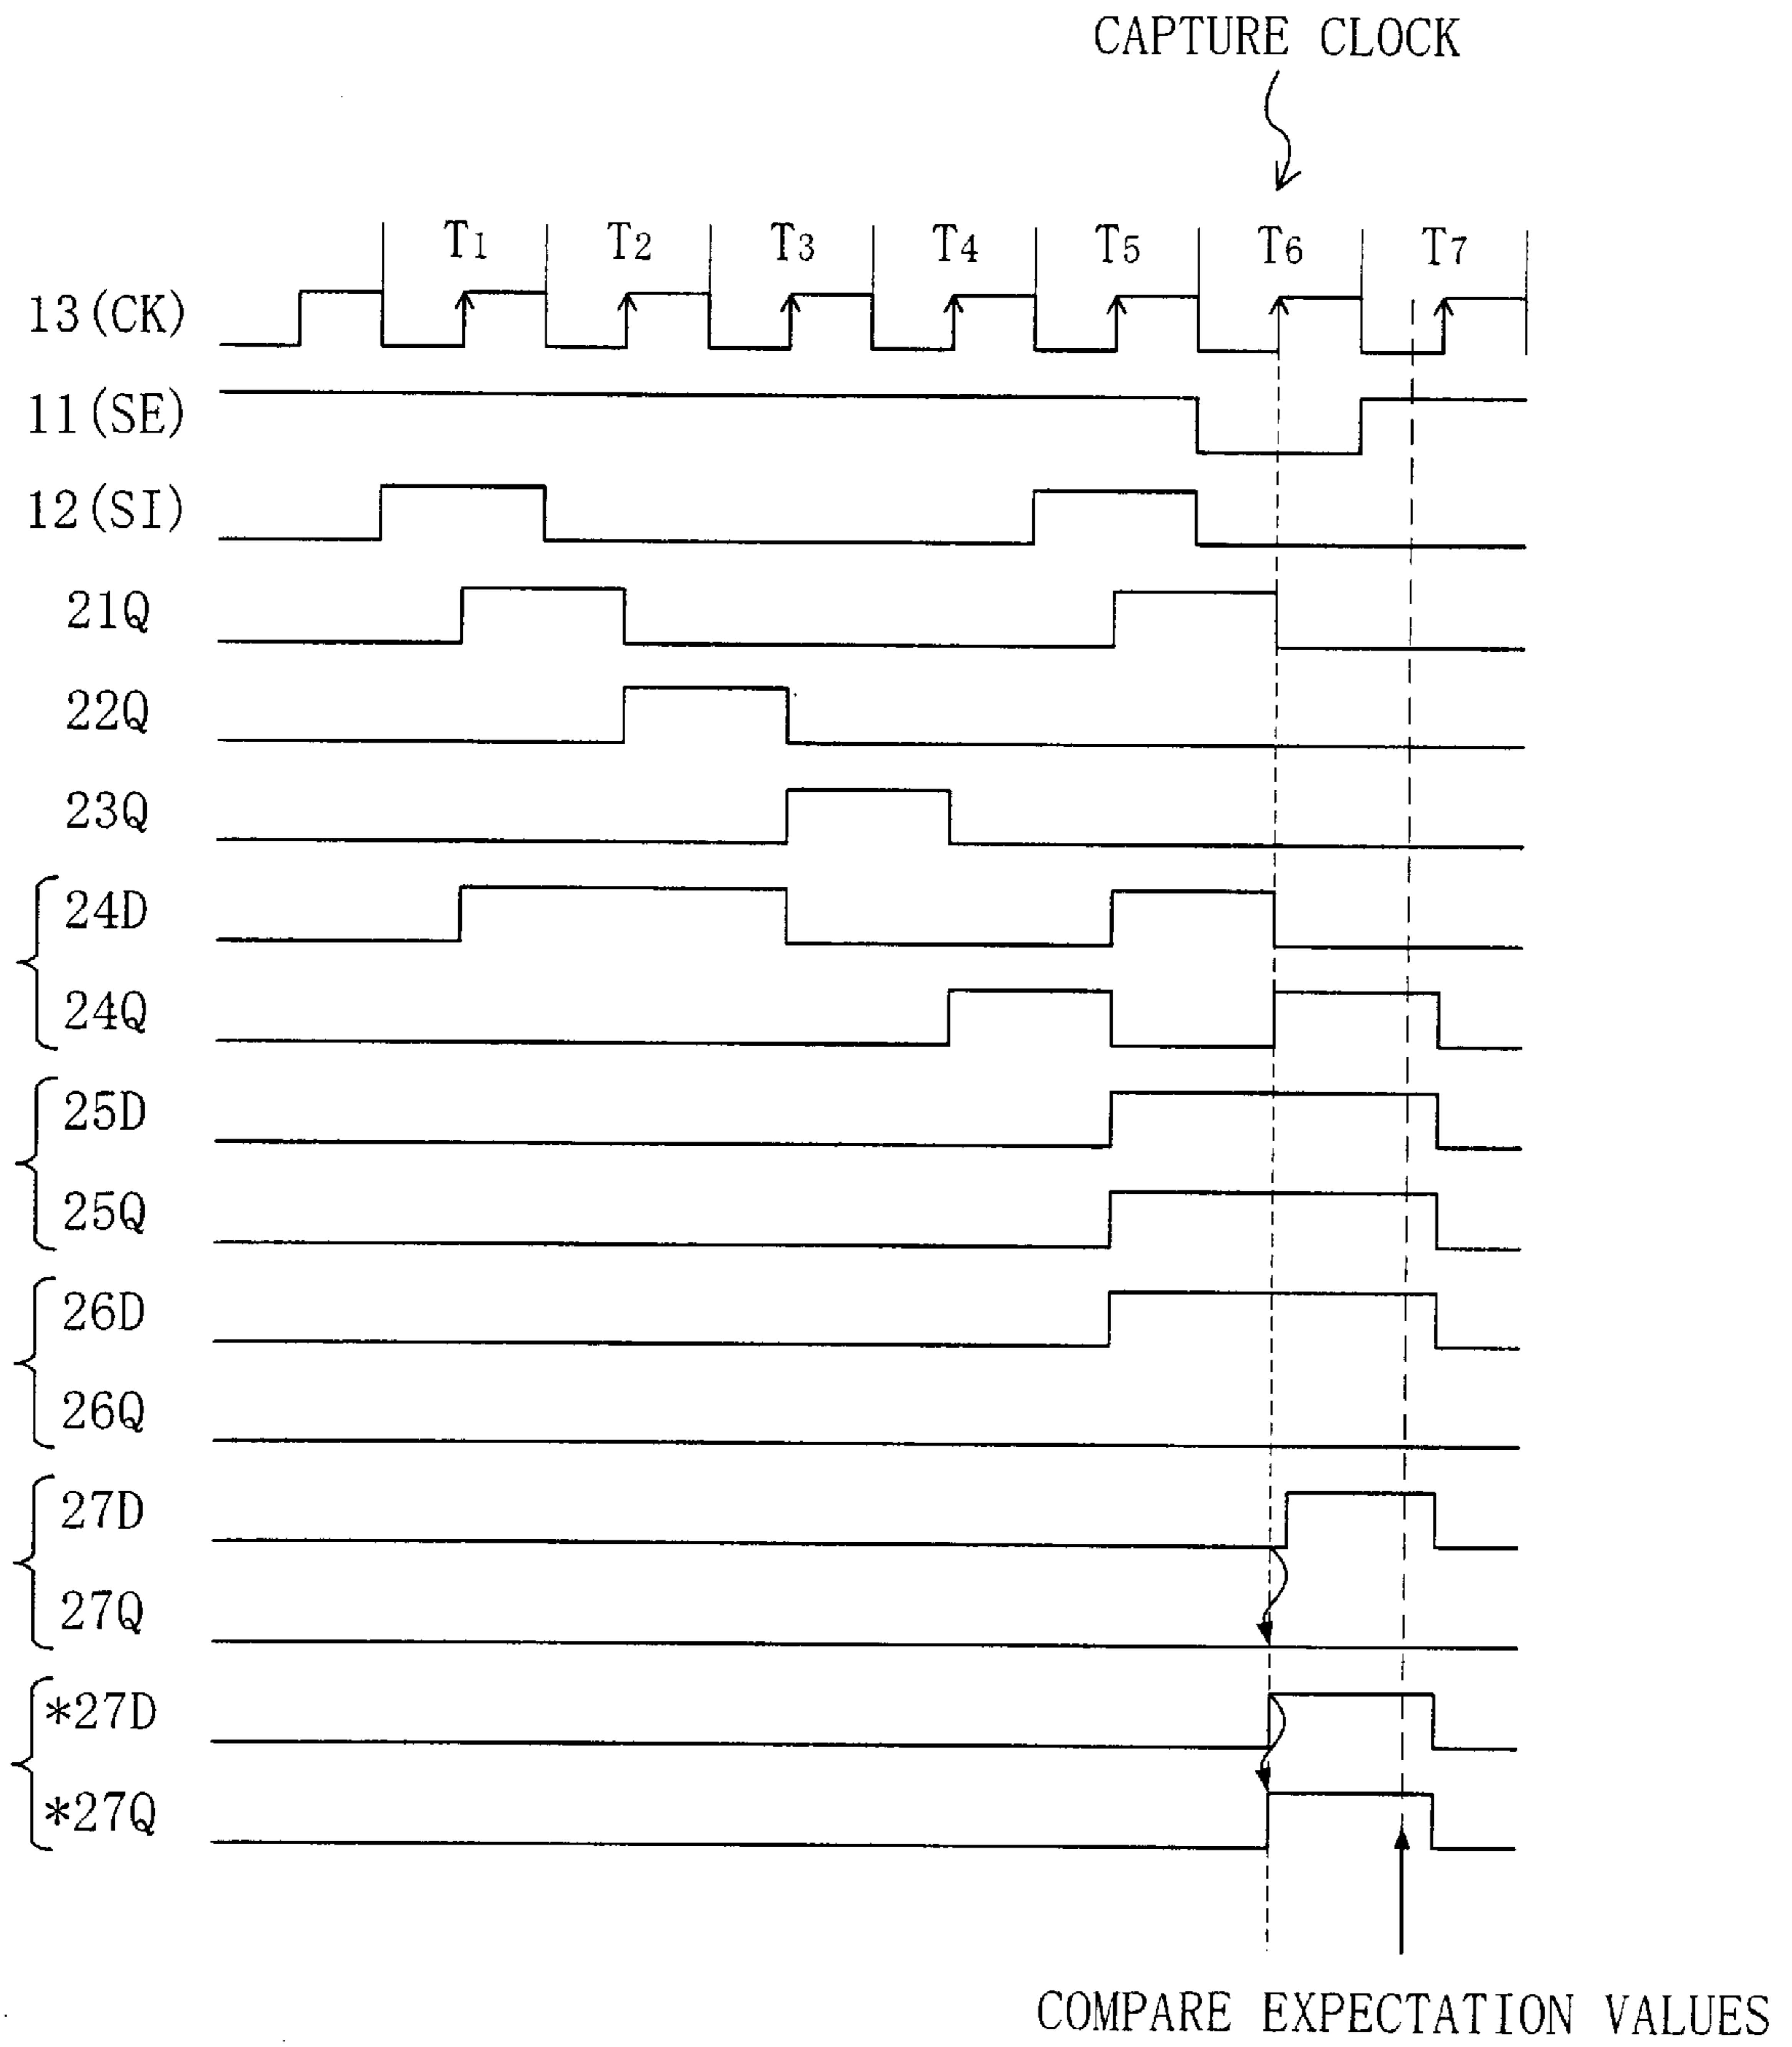 CAPTURE CLOCK
T1 T2 T3 T4 T5 T6 T7
13(CK)
11(SE)
12(SI)
21Q
22Q
23Q
24D
24Q
25D
25Q
26D
26Q
27D
27Q
*27D
*27Q
COMPARE EXPECTATION VALUES